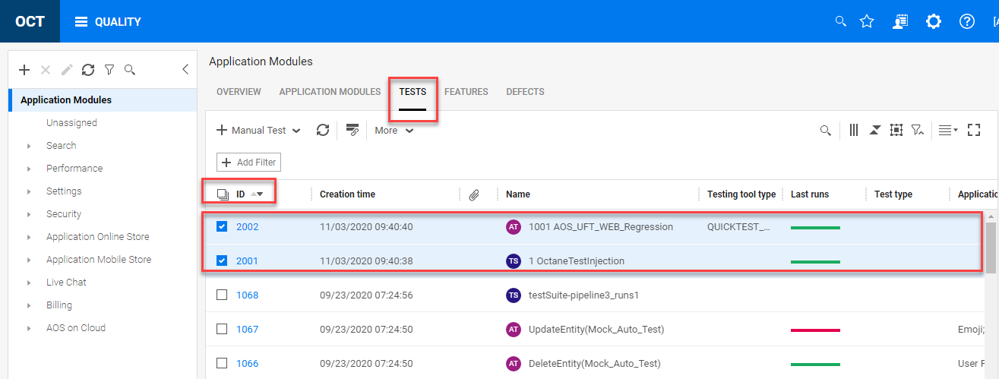 OCT
QUALITY
Application Modules
Unassigned
Search
Performance
Settings
Security
Application Online Store
Application Mobile Store
Live Chat
Billing
AOS on Cloud
Application Modules
OVERVIEW APPLICATION MODULES TESTS FEATURES DEFECTS
Manual Test More
Add Filter
ID Creation time Name Testing tool type Last runs Test type Applicatio
2002 11/03/2020 09:40:40 AT 1001 AOS_UFT_WEB_Regression QUICKTEST_...
2001 11/03/2020 09:40:38 TS 1 OctaneTestInjection
1068 09/23/2020 07:24:56 TS testSuite-pipeline3_runs1
1067 09/23/2020 07:24:50 AT UpdateEntity(Mock_Auto_Test) Emoji;
1066 09/23/2020 07:24:50 AT DeleteEntity(Mock_Auto_Test) User F